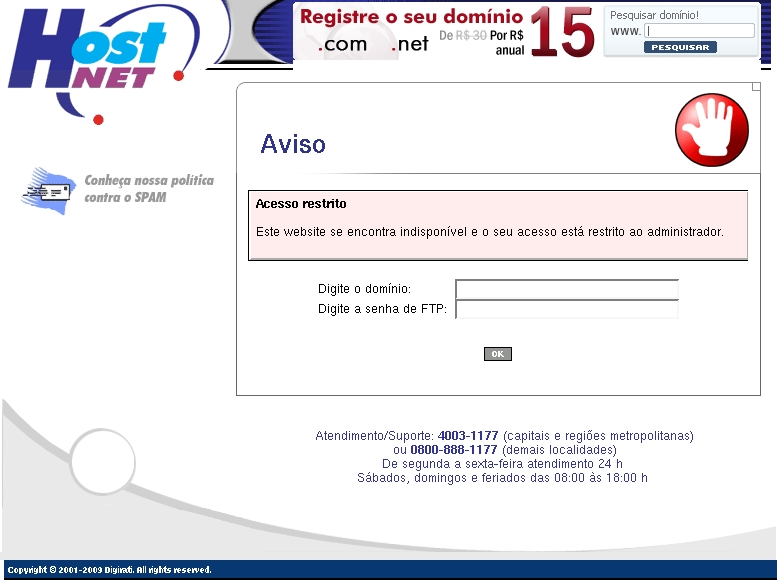 Host
NET
Registre o seu domínio
.com .net
De R$ 30 Por R$
anual
15
Pesquisar domínio!
www.
PESQUISAR
Aviso
Conheça nossa política
contra o SPAM
Acesso restrito
Este website se encontra indisponível e o seu acesso está restrito ao administrador.
Digite o domínio:
Digite a senha de FTP:
OK
Atendimento/Suporte: 4003-1177 (capitais e regiões metropolitanas)
ou 0800-888-1177 (demais localidades)
De segunda a sexta-feira atendimento 24 h
Sábados, domingos e feriados das 08:00 às 18:00 h
Copyright © 2001-2009 Digirati. All rights reserved.